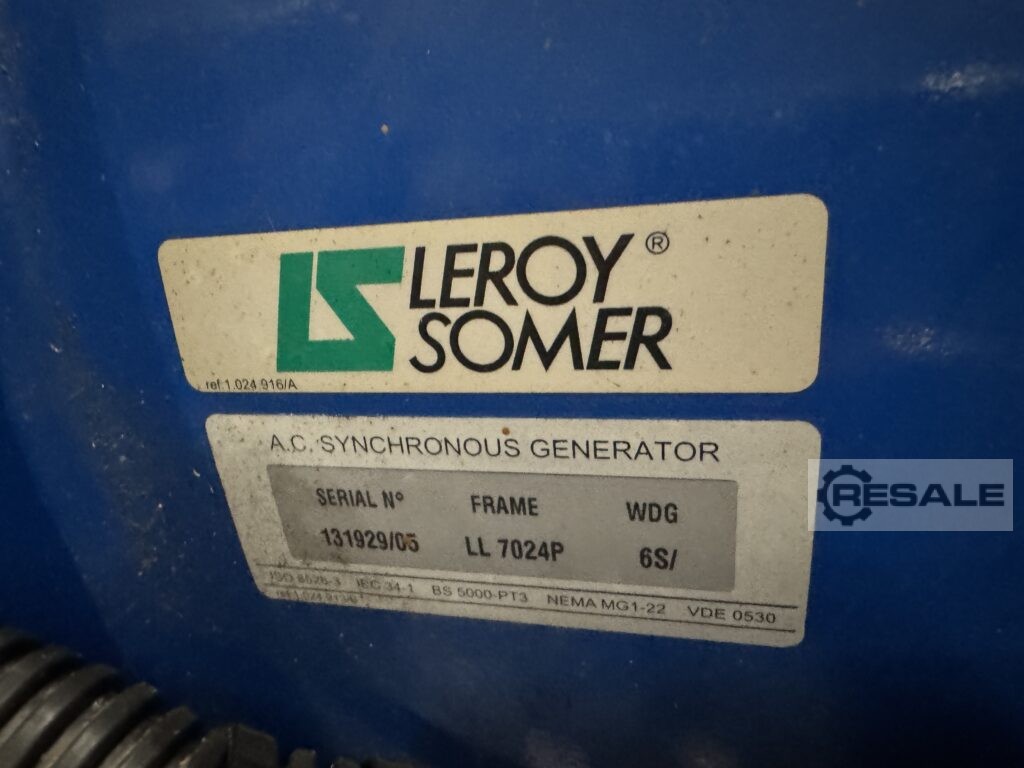 LEROY®
SOMER
ref.1.024.916/A
A.C. SYNCHRONOUS GENERATOR
SERIAL Nº FRAME WDG
131929/05 LL 7024P 6S/
ISO 8528-3 IEC 34-1 BS 5000-PT3 NEMA MG1-22 VDE 0530
RESALE